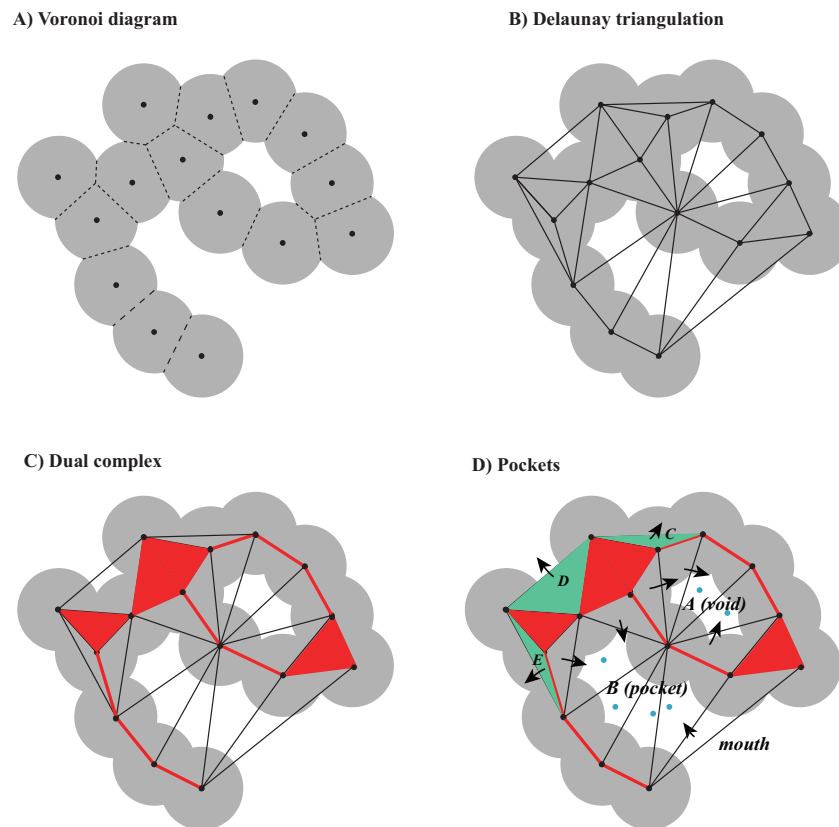 A) Voronoi diagram
B) Delaunay triangulation
C) Dual complex
D) Pockets
C
D
A (void)
E
B (pocket)
mouth